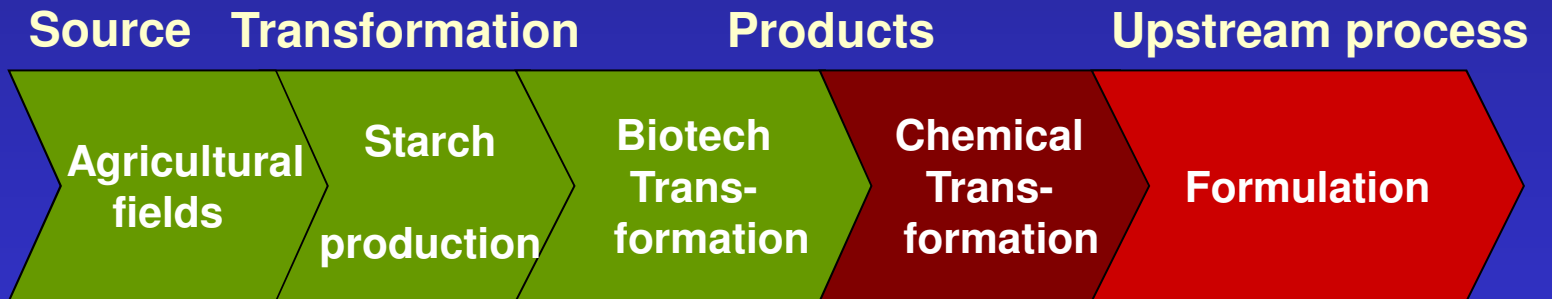 Source Transformation Products Upstream process
Agricultural
fields
Starch
production
Biotech
Trans-
formation
Chemical
Trans-
formation
Formulation